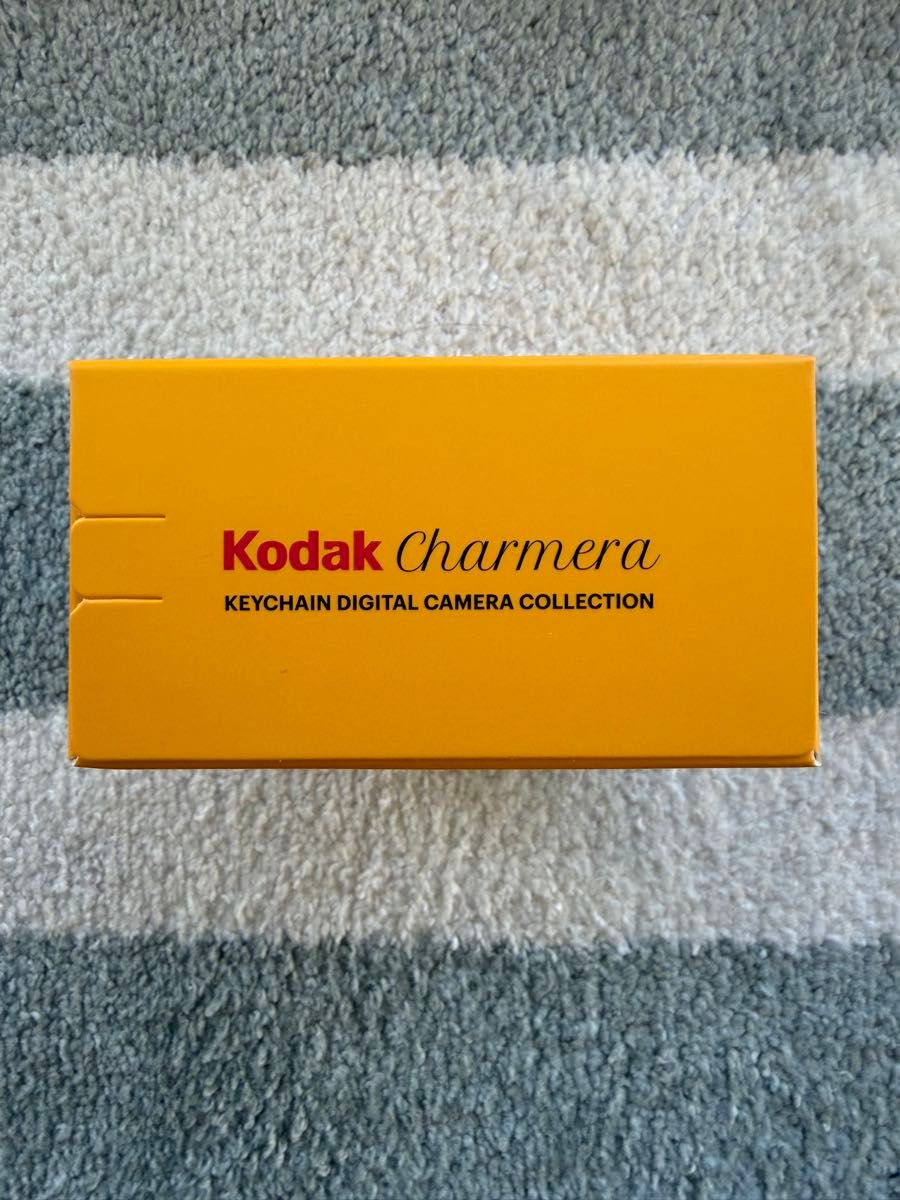 Kodak Charmera
KEYCHAIN DIGITAL CAMERA COLLECTION